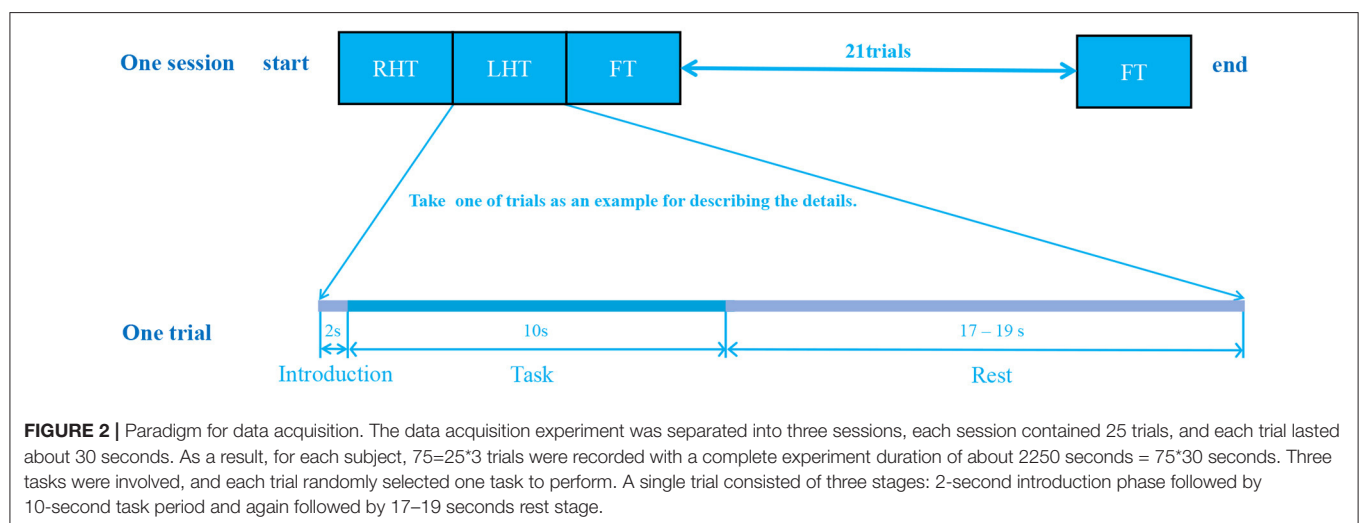 One session start RHT LHT FT 21trials FT end
Take one of trials as an example for describing the details.
One trial 2s 10s 17 – 19 s
Introduction Task Rest
FIGURE 2 | Paradigm for data acquisition. The data acquisition experiment was separated into three sessions, each session contained 25 trials, and each trial lasted
about 30 seconds. As a result, for each subject, 75=25*3 trials were recorded with a complete experiment duration of about 2250 seconds = 75*30 seconds. Three
tasks were involved, and each trial randomly selected one task to perform. A single trial consisted of three stages: 2-second introduction phase followed by
10-second task period and again followed by 17–19 seconds rest stage.